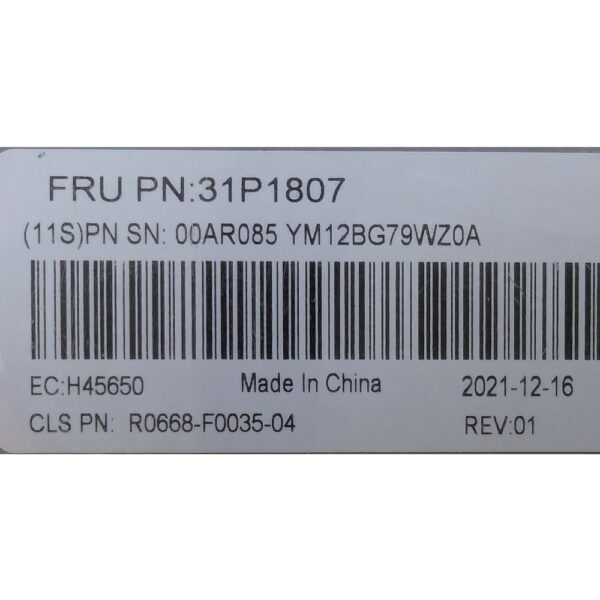 FRU PN:31P1807
(11S)PN SN: 00AR085 YM12BG79WZ0A
EC:H45650 Made In China 2021-12-16
CLS PN: R0668-F0035-04 REV:01